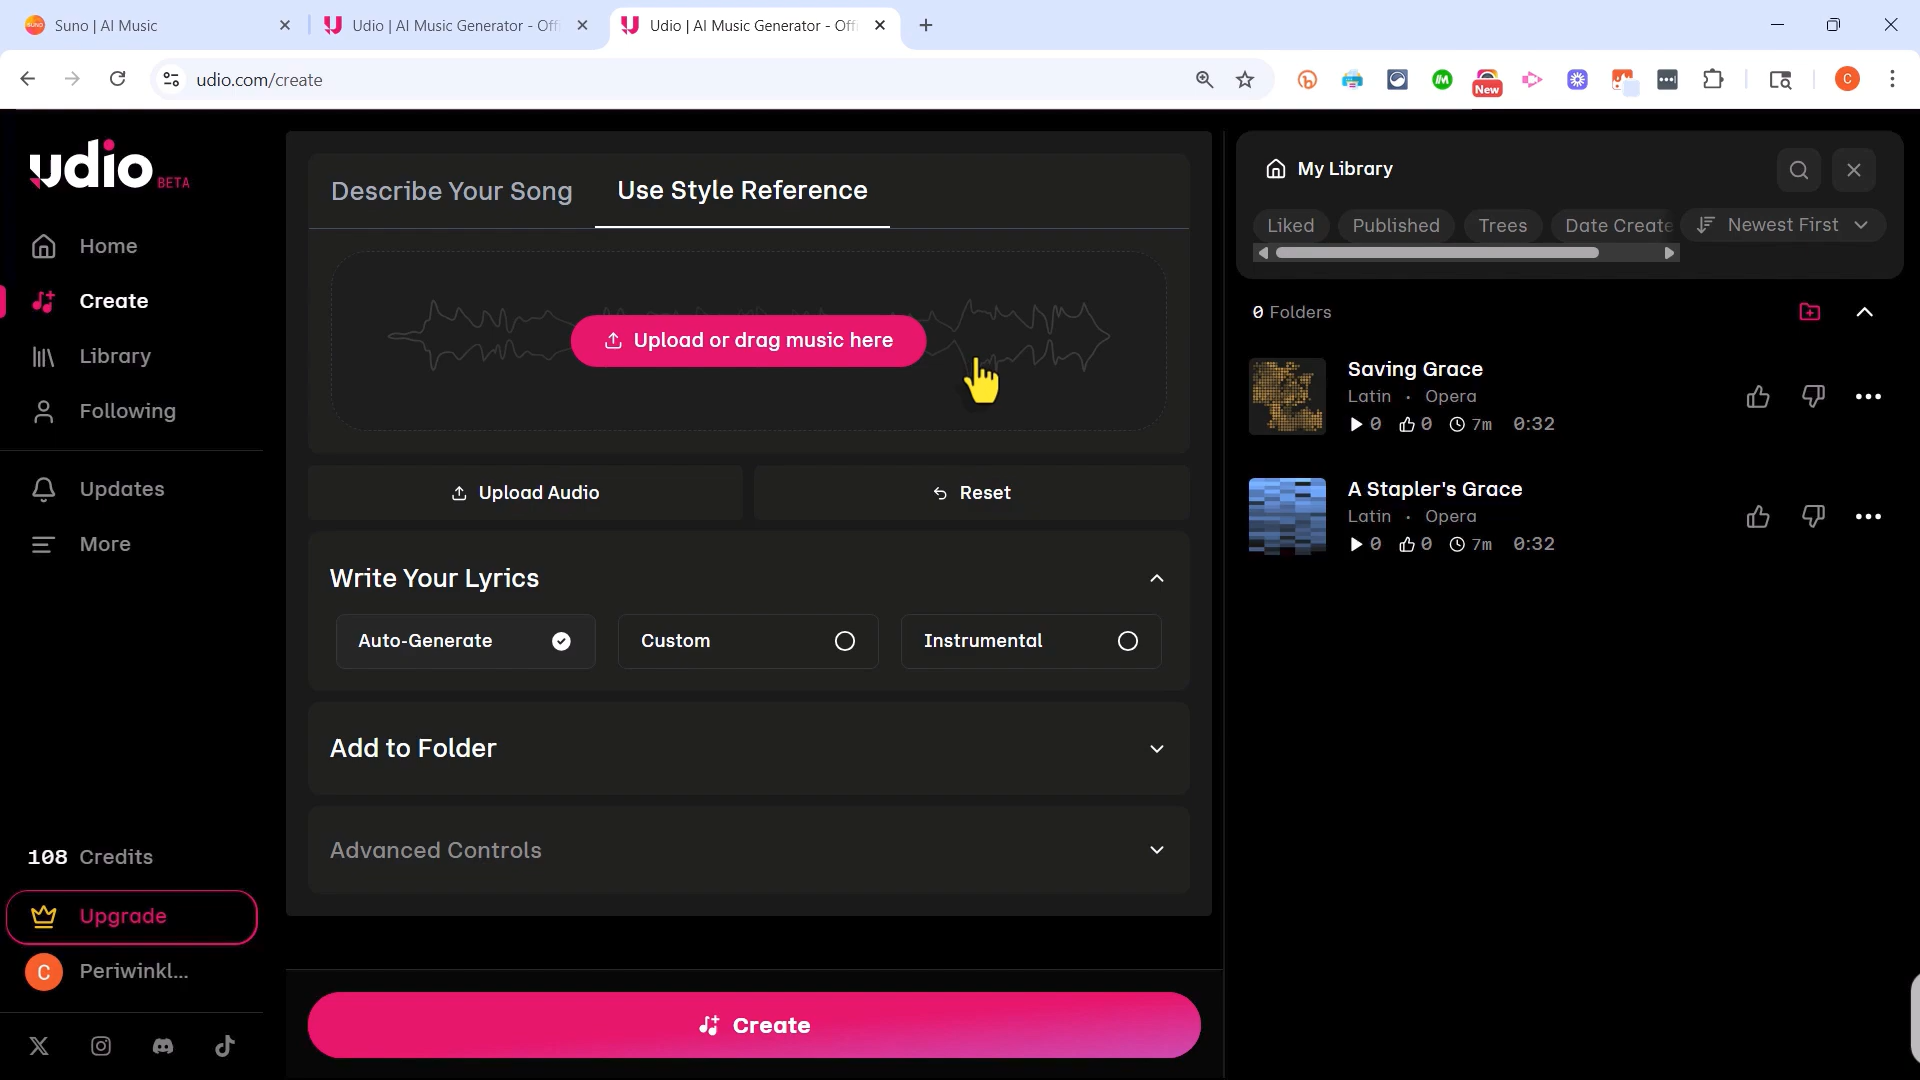 Suno | AI Music
Udio | AI Music Generator - Offi
Udio | AI Music Generator - Offi
udio.com/create
New
C
udio BETA
Home
Create
Library
Following
Updates
More
108 Credits
Upgrade
C Periwinkl...
Describe Your Song
Use Style Reference
Upload or drag music here
Upload Audio
Reset
Write Your Lyrics
Auto-Generate
Custom
Instrumental
Add to Folder
Advanced Controls
Create
My Library
Liked
Published
Trees
Date Create
Newest First
0 Folders
Saving Grace
Latin · Opera
0 0 7m 0:32
A Stapler's Grace
Latin · Opera
0 0 7m 0:32